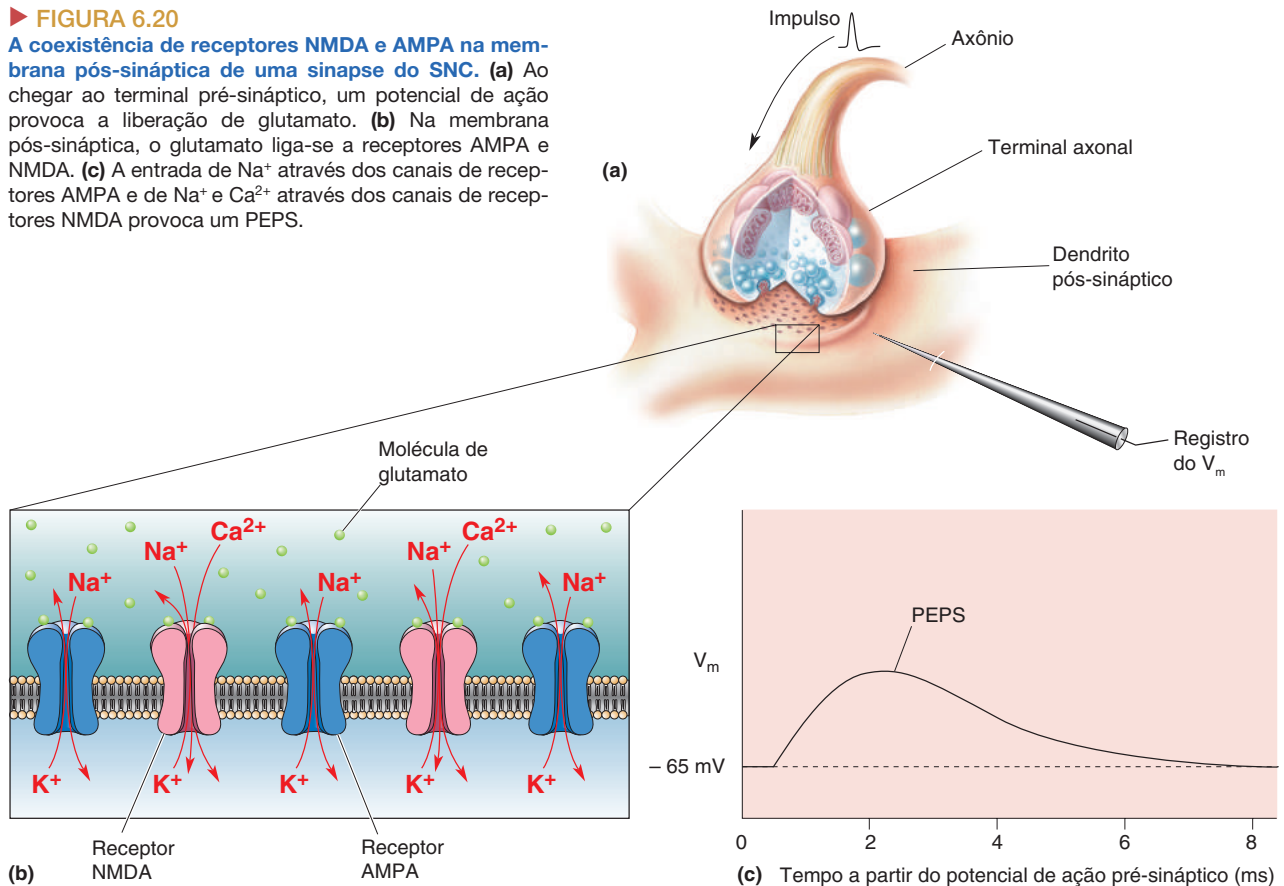 ▶ FIGURA 6.20
A coexistência de receptores NMDA e AMPA na mem-
brana pós-sináptica de uma sinapse do SNC. (a) Ao
chegar ao terminal pré-sináptico, um potencial de ação
provoca a liberação de glutamato. (b) Na membrana
pós-sináptica, o glutamato liga-se a receptores AMPA e
NMDA. (c) A entrada de Na⁺ através dos canais de recep-
tores AMPA e de Na⁺ e Ca²⁺ através dos canais de recep-
tores NMDA provoca um PEPS.
Impulso
Axônio
(a)
Terminal axonal
Dendrito
pós-sináptico
Registro
do Vₘ
Molécula de
glutamato
Na⁺
Na⁺
Ca²⁺
Na⁺
Na⁺
Ca²⁺
Na⁺
K⁺
K⁺
K⁺
K⁺
K⁺
Receptor
NMDA
Receptor
AMPA
(b)
PEPS
Vₘ
– 65 mV
0
2
4
6
8
(c) Tempo a partir do potencial de ação pré-sináptico (ms)